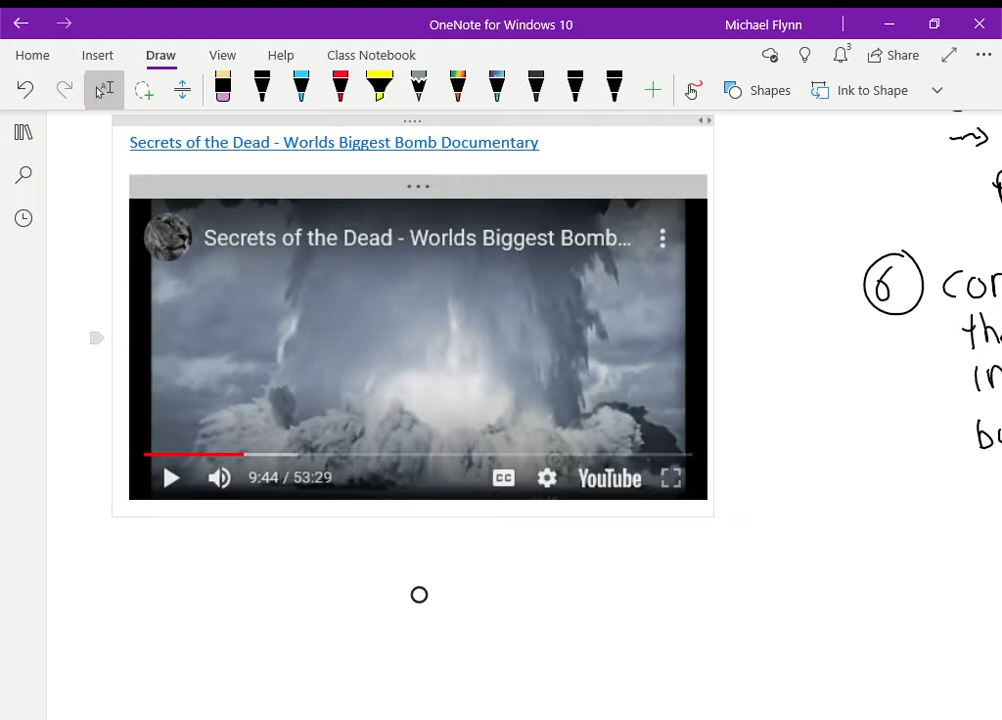 OneNote for Windows 10
Michael Flynn
Home Insert Draw View Help Class Notebook
3
Share
Shapes
Ink to Shape
Secrets of the Dead - Worlds Biggest Bomb Documentary
Secrets of the Dead - Worlds Biggest Bomb...
9:44 / 53:29
CC
YouTube
6